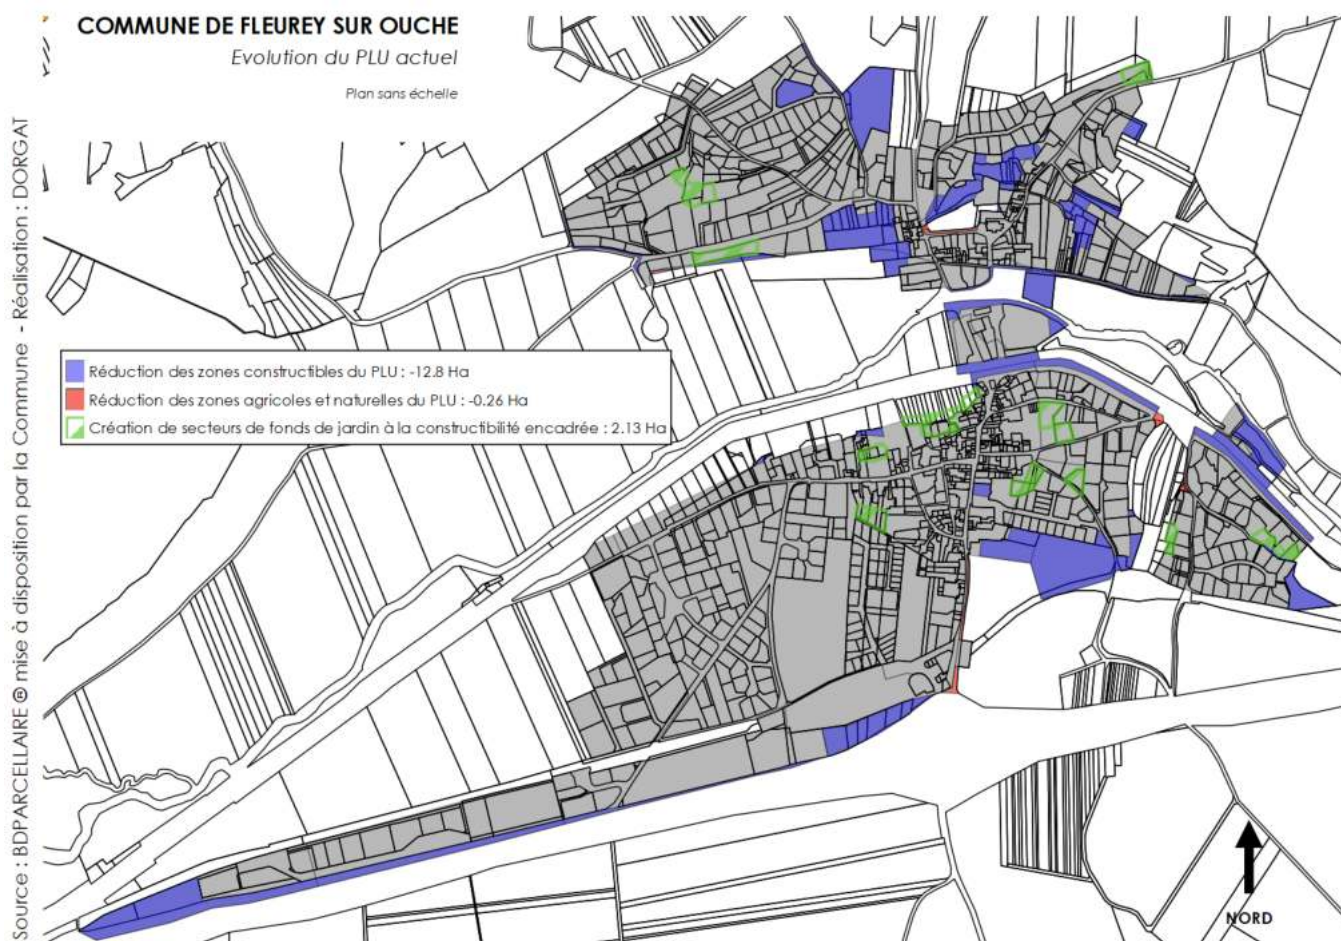 COMMUNE DE FLEUREY SUR OUCHE
Evolution du PLU actuel
Plan sans échelle
Source : BDPARCELLAIRE ® mise à disposition par la Commune - Réalisation : DORGAT
Réduction des zones constructibles du PLU : -12.8 Ha
Réduction des zones agricoles et naturelles du PLU : -0.26 Ha
Création de secteurs de fonds de jardin à la constructibilité encadrée : 2.13 Ha
NORD